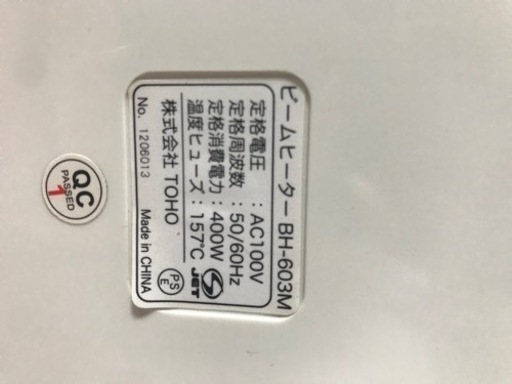 ビームヒーター BH-603M
定格電圧 : AC100V
定格周波数 : 50/60Hz
定格消費電力 : 400W
温度ヒューズ : 157℃
JET
株式会社 TOHO
PS
E
No. 1206013 Made in CHINA
QC
PASSED
1